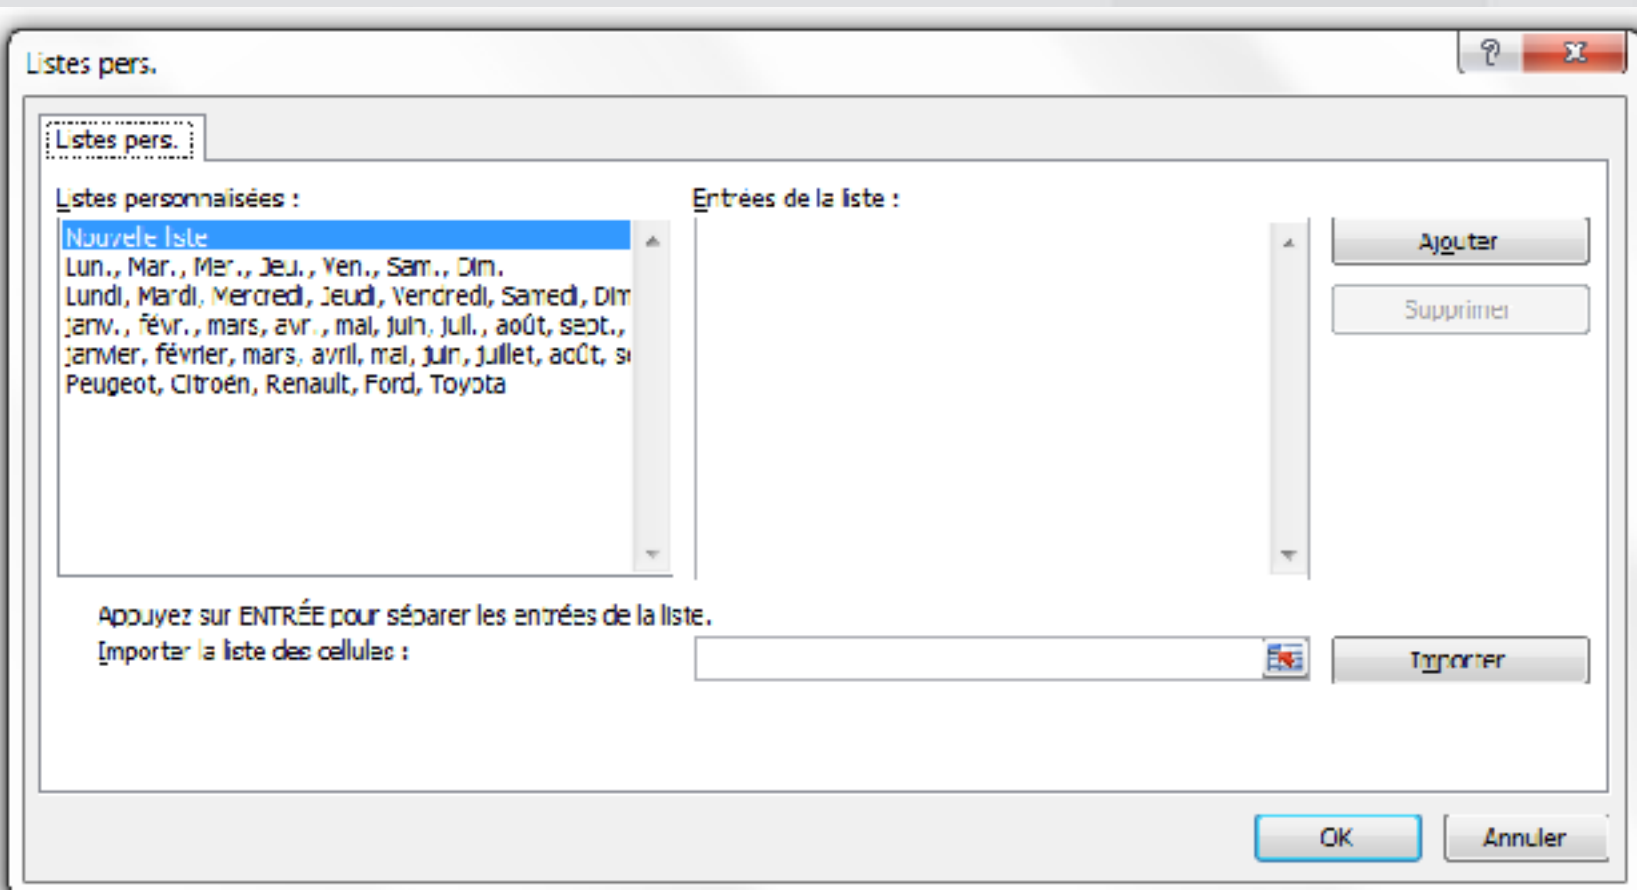 Listes pers.
Listes pers.
Listes personnalisées :
Nouvelle liste
Lun., Mar., Mer., Jeu., Ven., Sam., Dim.
Lundi, Mardi, Mercredi, Jeudi, Vendredi, Samedi, Dim
janv., févr., mars, avr., mai, juin, juil., août, sept.,
janvier, février, mars, avril, mai, juin, juillet, août, se
Peugeot, Citroën, Renault, Ford, Toyota
Entrées de la liste :
Ajouter
Supprimer
Appuyez sur ENTRÉE pour séparer les entrées de la liste.
Importer la liste des cellules :
Importer
OK
Annuler